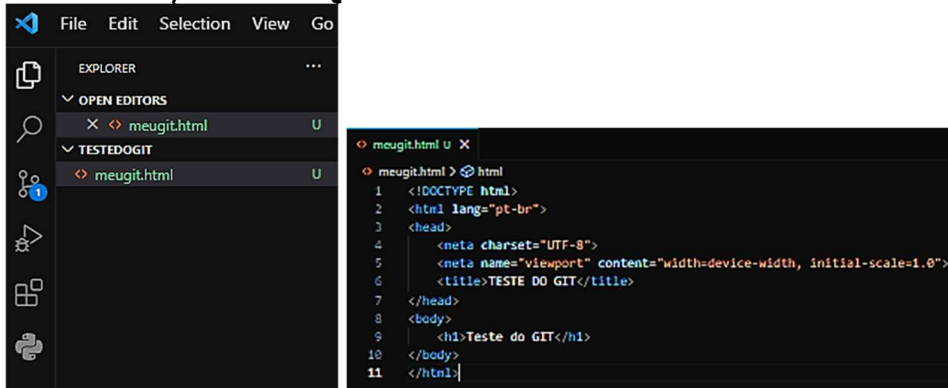 File Edit Selection View Go
EXPLORER ...
OPEN EDITORS
meugit.html U
TESTEDOGIT
meugit.html U
1
meugit.html U
meugit.html > html
1 <!DOCTYPE html>
2 <html lang="pt-br">
3 <head>
4 <meta charset="UTF-8">
5 <meta name="viewport" content="width=device-width, initial-scale=1.0">
6 <title>TESTE DO GIT</title>
7 </head>
8 <body>
9 <h1>Teste do GIT</h1>
10 </body>
11 </html>